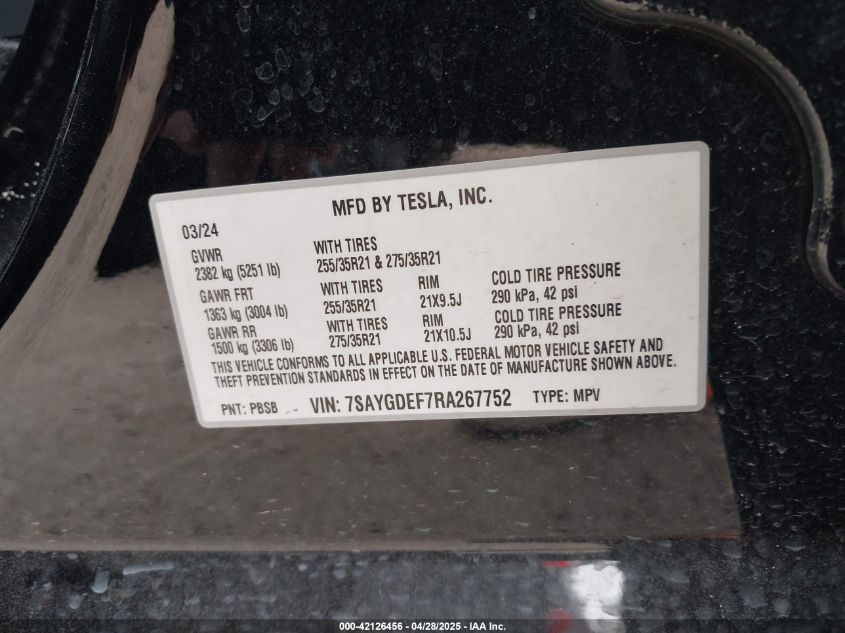 MFD BY TESLA, INC.
03/24
GVWR WITH TIRES
2382 kg (5251 lb) 255/35R21 & 275/35R21
GAWR FRT WITH TIRES RIM COLD TIRE PRESSURE
1363 kg (3004 lb) 255/35R21 21X9.5J 290 kPa, 42 psi
GAWR RR WITH TIRES RIM COLD TIRE PRESSURE
1500 kg (3306 lb) 275/35R21 21X10.5J 290 kPa, 42 psi
THIS VEHICLE CONFORMS TO ALL APPLICABLE U.S. FEDERAL MOTOR VEHICLE SAFETY AND
THEFT PREVENTION STANDARDS IN EFFECT ON THE DATE OF MANUFACTURE SHOWN ABOVE.
PNT: PBSB VIN: 7SAYGDEF7RA267752 TYPE: MPV
000-42126456 - 04/28/2025 - IAA Inc.